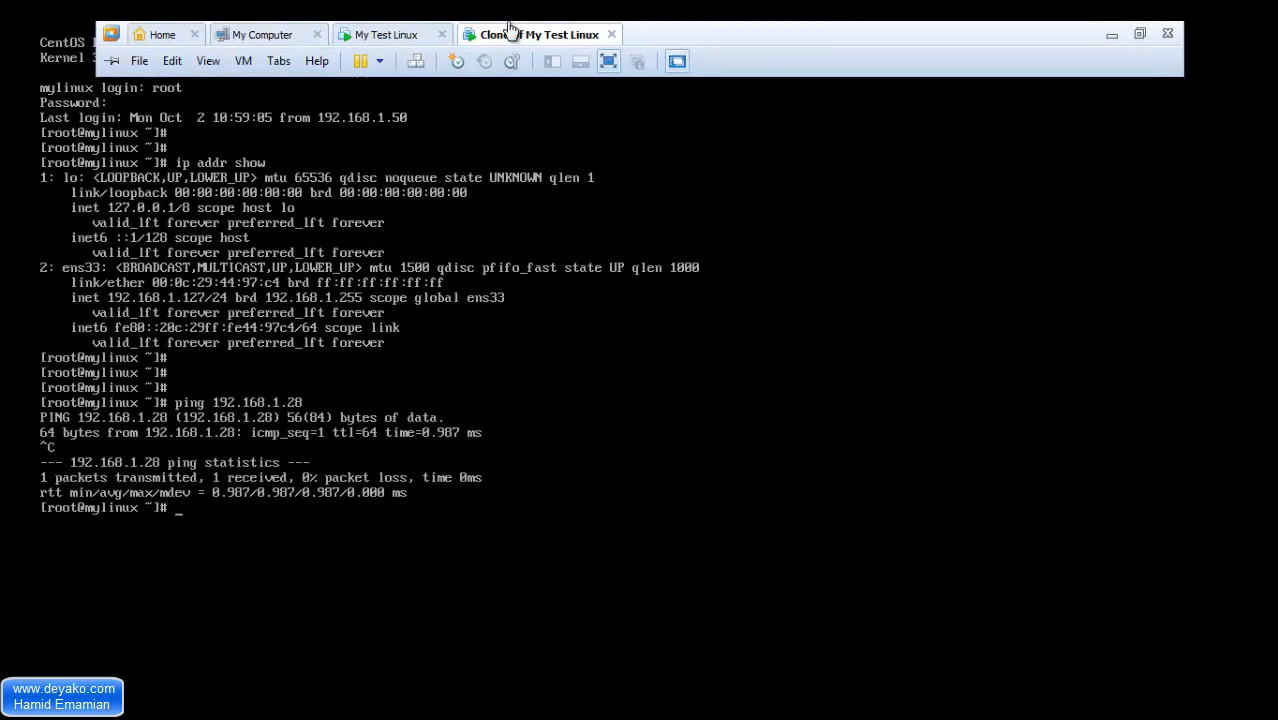 Home
My Computer
My Test Linux
My Test Linux
File Edit View VM Tabs Help
CentOS
Kernel 3
mylinux login: root
Password:
Last login: Mon Oct  2 10:59:05 from 192.168.1.50
[root@mylinux ~]#
[root@mylinux ~]#
[root@mylinux ~]# ip addr show
1: lo: <LOOPBACK,UP,LOWER_UP> mtu 65536 qdisc noqueue state UNKNOWN qlen 1
link/loopback 00:00:00:00:00:00 brd 00:00:00:00:00:00
inet 127.0.0.1/8 scope host lo
valid_lft forever preferred_lft forever
inet6 ::1/128 scope host
valid_lft forever preferred_lft forever
2: ens33: <BROADCAST,MULTICAST,UP,LOWER_UP> mtu 1500 qdisc pfifo_fast state UP qlen 1000
link/ether 00:0c:29:44:97:c4 brd ff:ff:ff:ff:ff:ff
inet 192.168.1.127/24 brd 192.168.1.255 scope global ens33
valid_lft forever preferred_lft forever
inet6 fe80::20c:29ff:fe44:97c4/64 scope link
valid_lft forever preferred_lft forever
[root@mylinux ~]#
[root@mylinux ~]#
[root@mylinux ~]#
[root@mylinux ~]# ping 192.168.1.28
PING 192.168.1.28 (192.168.1.28) 56(84) bytes of data.
64 bytes from 192.168.1.28: icmp_seq=1 ttl=64 time=0.987 ms
^C
--- 192.168.1.28 ping statistics ---
1 packets transmitted, 1 received, 0% packet loss, time 0ms
rtt min/avg/max/mdev = 0.987/0.987/0.987/0.000 ms
[root@mylinux ~]# _
www.deyako.com
Hamid Emamian